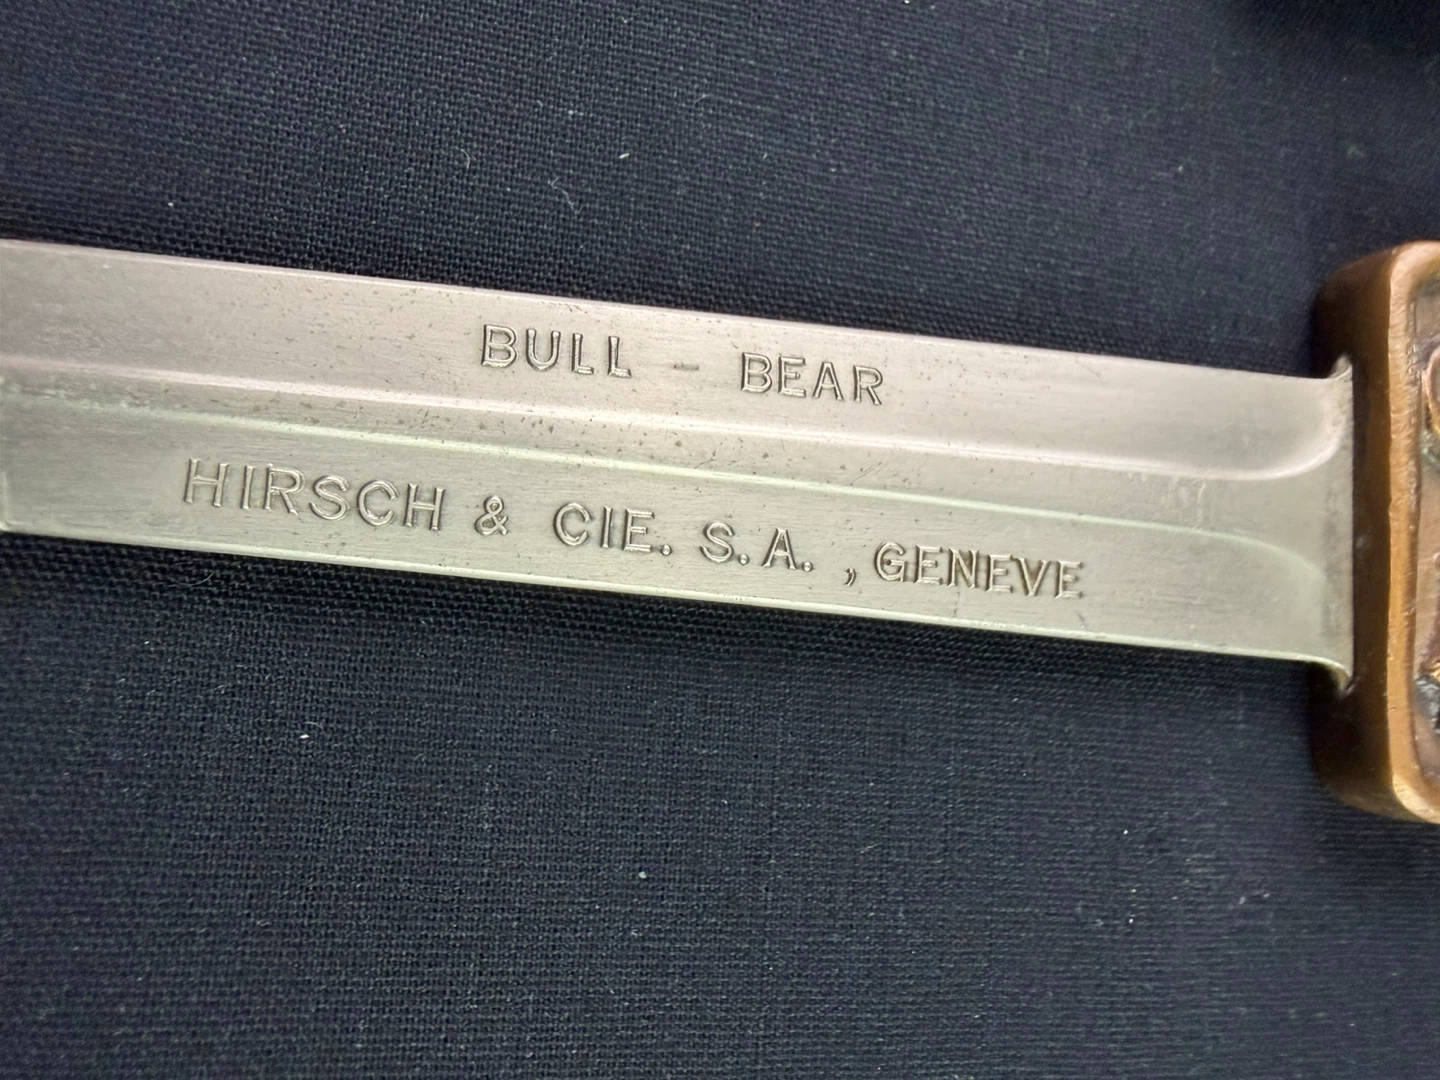 BULL - BEAR
HIRSCH & CIE. S.A., GENEVE